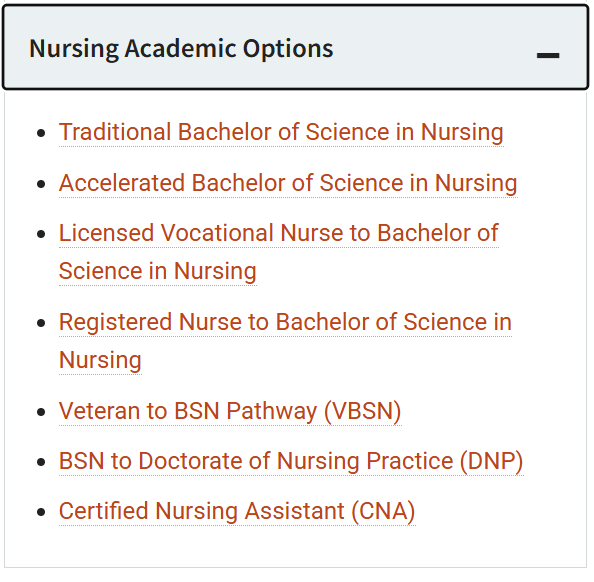 Nursing Academic Options
Traditional Bachelor of Science in Nursing
Accelerated Bachelor of Science in Nursing
Licensed Vocational Nurse to Bachelor of
Science in Nursing
Registered Nurse to Bachelor of Science in
Nursing
Veteran to BSN Pathway (VBSN)
BSN to Doctorate of Nursing Practice (DNP)
Certified Nursing Assistant (CNA)